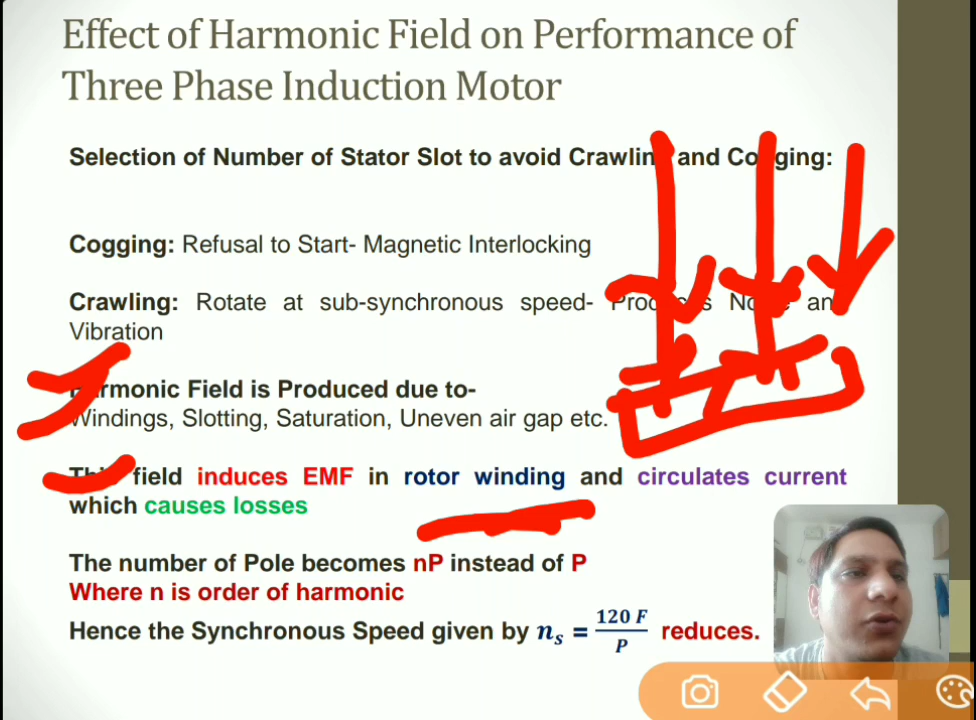 Effect of Harmonic Field on Performance of
Three Phase Induction Motor
Selection of Number of Stator Slot to avoid and
Cogging: Refusal to Start- Magnetic Interlocking
Crawling: Rotate at sub-synchronous speed-
Vibration
Field is Produced due to-
Windings, Slotting, Saturation, Uneven air gap etc.
field induces EMF in rotor winding and circulates current
which causes losses
The number of Pole becomes nP instead of P
Where n is order of harmonic
Hence the Synchronous Speed given by nₛ = 120 F / P reduces.